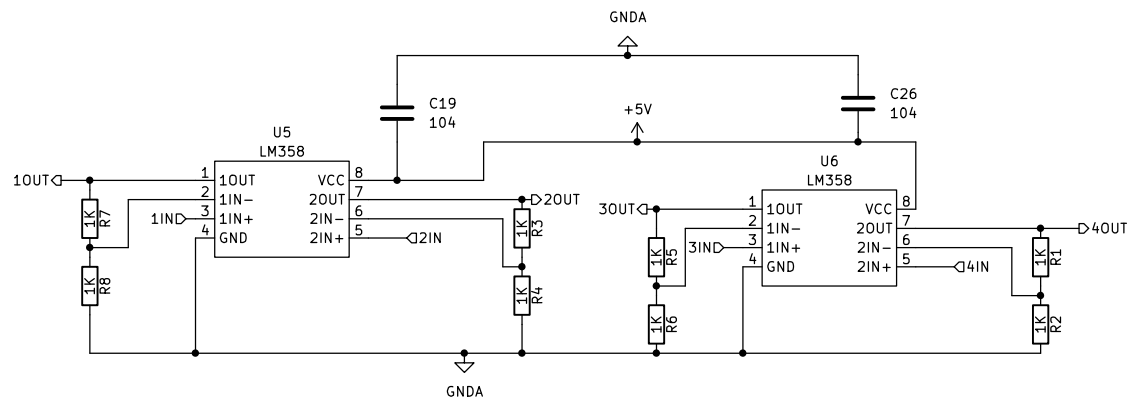 GNDA
C19
104
+5V
C26
104
U5
LM358
1OUT
1 1OUT VCC 8
2 1IN- 2OUT 7
3 1IN+ 2IN- 6
4 GND 2IN+ 5
1IN
2OUT
2IN
1K R7
1K R8
1K R3
1K R4
U6
LM358
3OUT
1 1OUT VCC 8
2 1IN- 2OUT 7
3 1IN+ 2IN- 6
4 GND 2IN+ 5
3IN
4OUT
4IN
1K R5
1K R6
1K R1
1K R2
GNDA